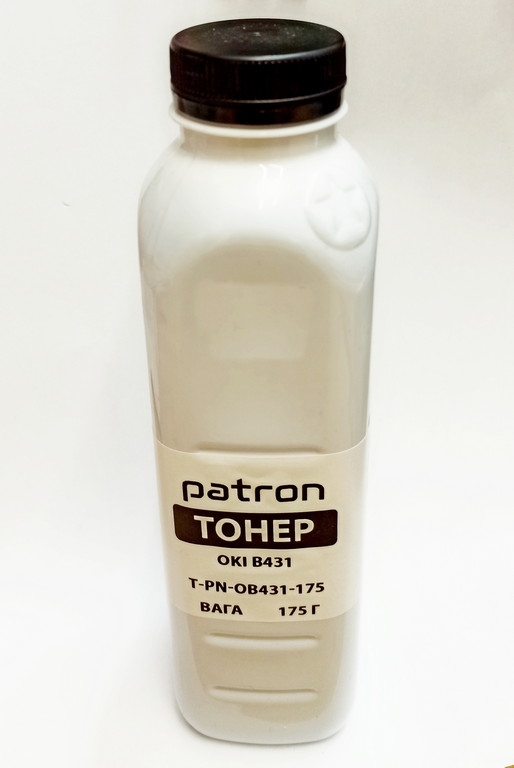 patron
ТОНЕР
OKI B431
T-PN-OB431-175
ВАГА 175 Г